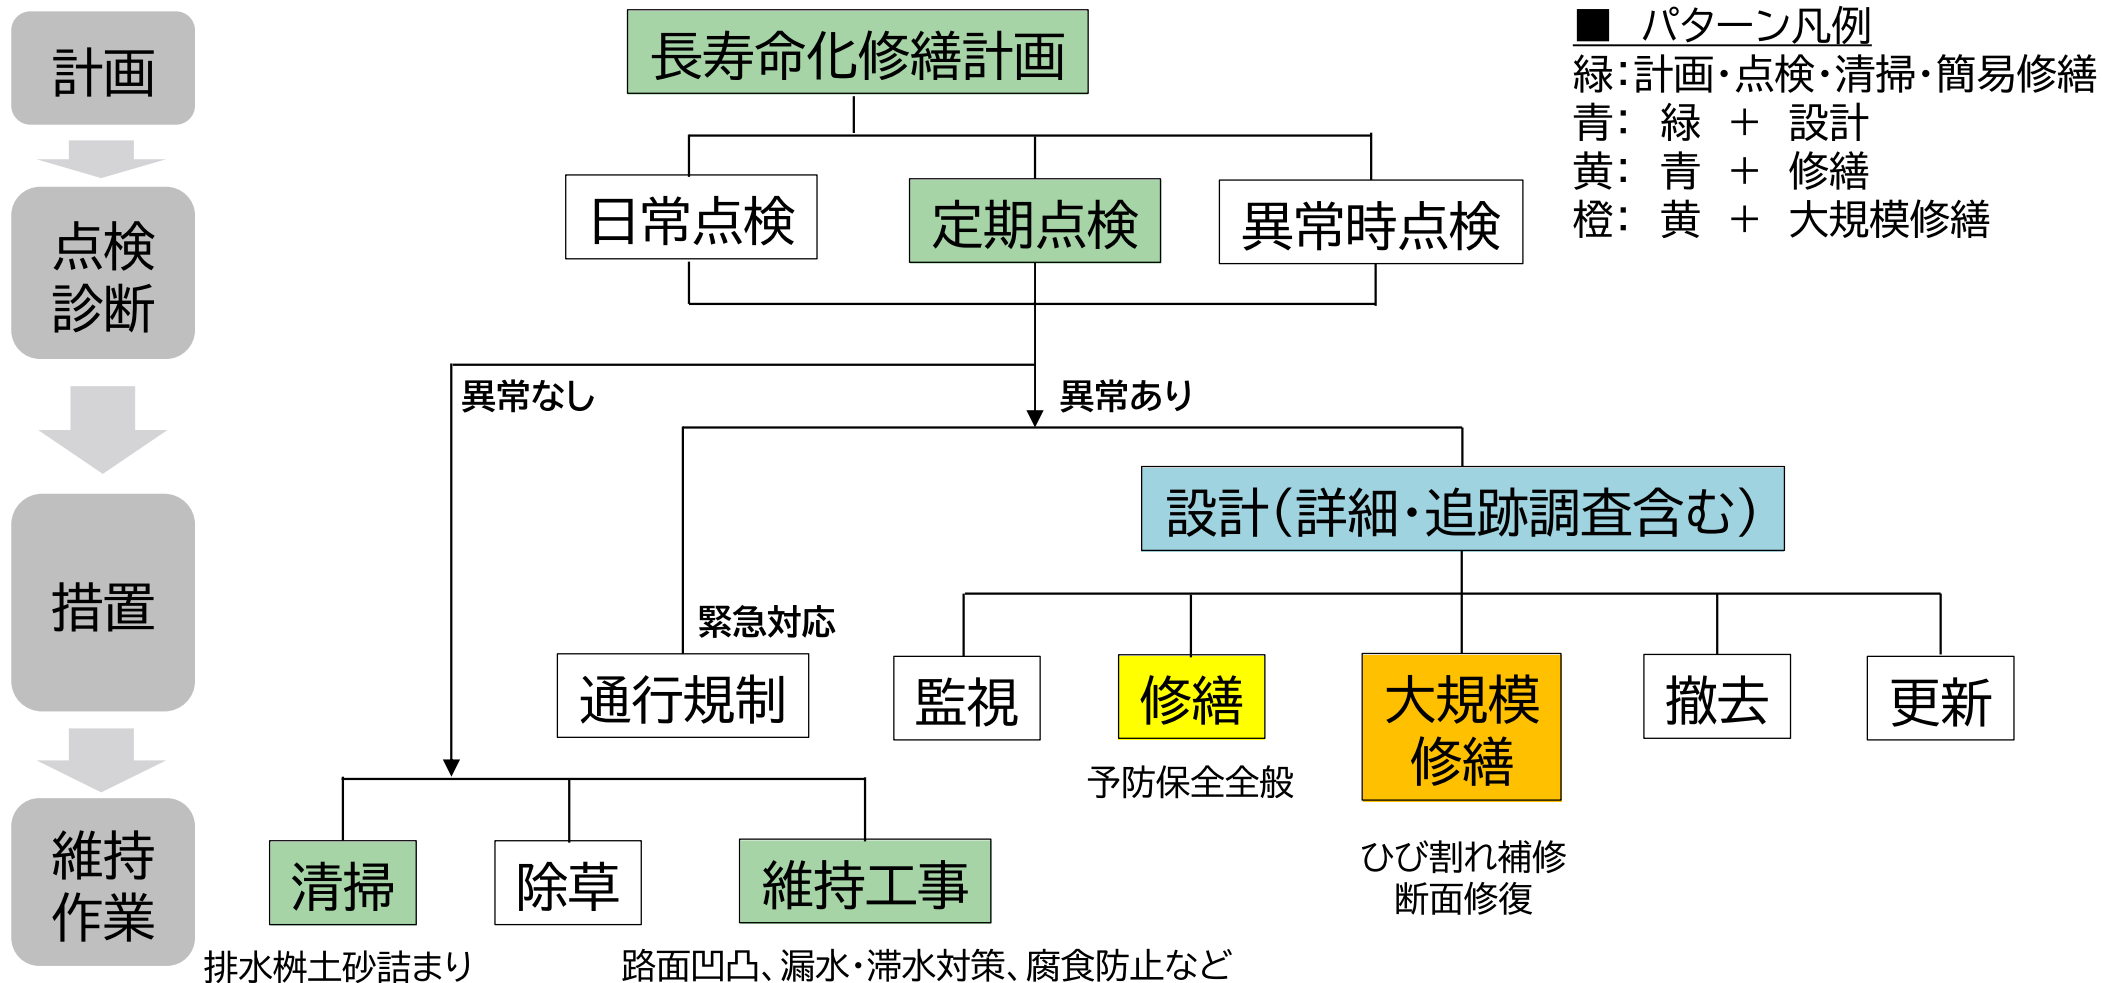 計画
長寿命化修繕計画
■ パターン凡例
緑：計画・点検・清掃・簡易修繕
青： 緑 ＋ 設計
黄： 青 ＋ 修繕
橙： 黄 ＋ 大規模修繕
点検
診断
日常点検
定期点検
異常時点検
異常なし
異常あり
措置
設計（詳細・追跡調査含む）
緊急対応
通行規制
監視
修繕
大規模
修繕
撤去
更新
予防保全全般
ひび割れ補修
断面修復
維持
作業
清掃
除草
維持工事
排水桝土砂詰まり
路面凹凸、漏水・滞水対策、腐食防止など